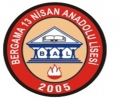 BERGAMA 13 NİSAN ANADOLU LİSESİ
2005